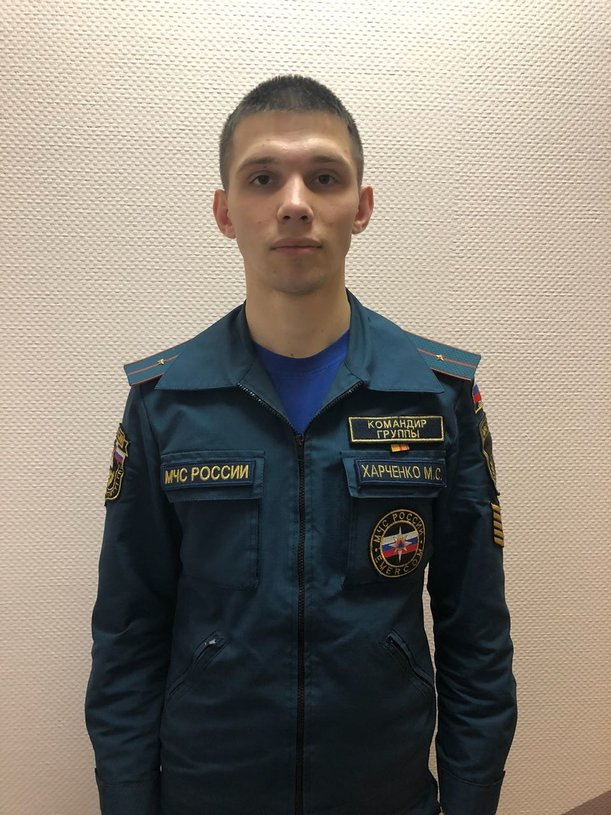 КОМАНДИР
ГРУППЫ
МЧС РОССИИ
ХАРЧЕНКО М.С.
МЧС РОССИИ
EMERCOM